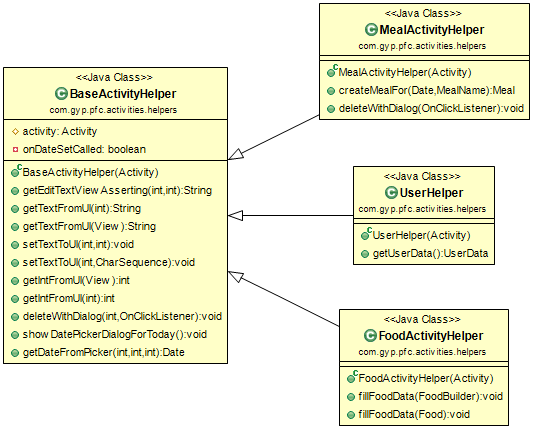 <<Java Class>>
BaseActivityHelper
com.gyp.pfc.activities.helpers
activity: Activity
onDateSetCalled: boolean
BaseActivityHelper(Activity)
getEditTextView Asserting(int,int):String
getTextFromUI(int):String
getTextFromUI(View ):String
setTextToUI(int,int):void
setTextToUI(int,CharSequence):void
getIntFromUI(View ):int
getIntFromUI(int):int
deleteWithDialog(int,OnClickListener):void
show DatePickerDialogForToday():void
getDateFromPicker(int,int,int):Date
<<Java Class>>
MealActivityHelper
com.gyp.pfc.activities.helpers
MealActivityHelper(Activity)
createMealFor(Date,MealName):Meal
deleteWithDialog(OnClickListener):void
<<Java Class>>
UserHelper
com.gyp.pfc.activities.helpers
UserHelper(Activity)
getUserData():UserData
<<Java Class>>
FoodActivityHelper
com.gyp.pfc.activities.helpers
FoodActivityHelper(Activity)
fillFoodData(FoodBuilder):void
fillFoodData(Food):void